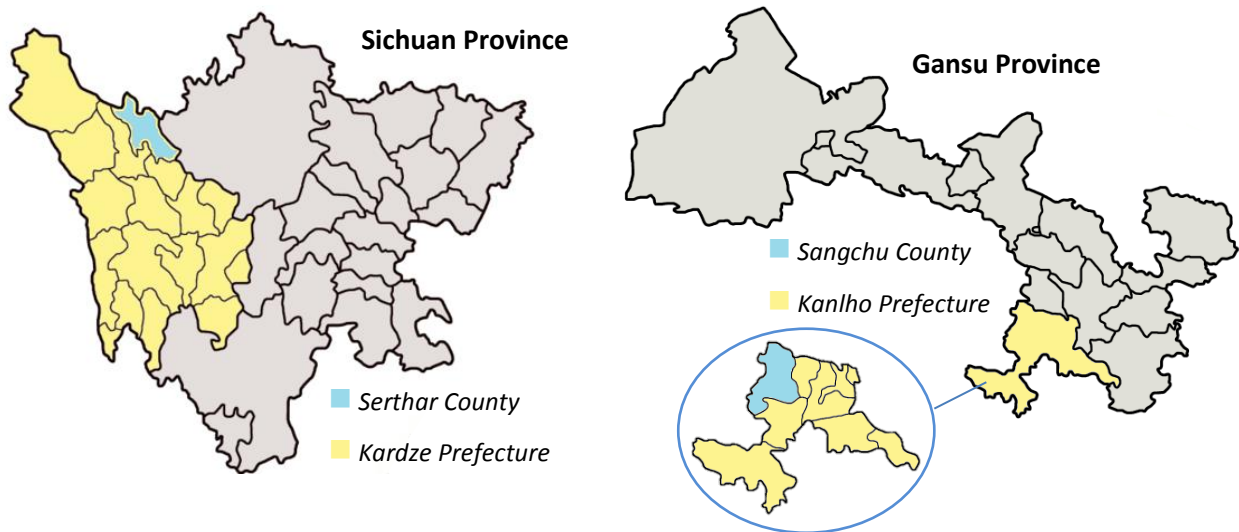 Sichuan Province
Serthar County
Kardze Prefecture
Gansu Province
Sangchu County
Kanlho Prefecture